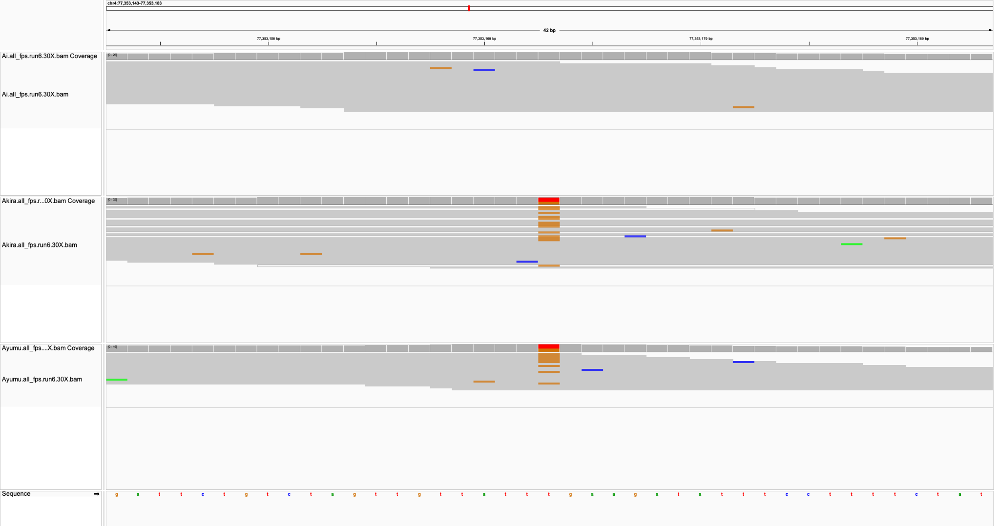 chr4:77,353,143-77,353,183
42 bp
77,353,150 bp 77,353,160 bp 77,353,170 bp 77,353,180 bp
Ai.all_fps.run6.30X.bam Coverage
[0 - 26]
Ai.all_fps.run6.30X.bam
Akira.all_fps.r...0X.bam Coverage
[0 - 32]
Akira.all_fps.run6.30X.bam
Ayumu.all_fps....X.bam Coverage
[0 - 19]
Ayumu.all_fps.run6.30X.bam
Sequence g a t t c t g t c t a g t t g t t a t t t g a a g a t a t t t c c t t t t c t a t